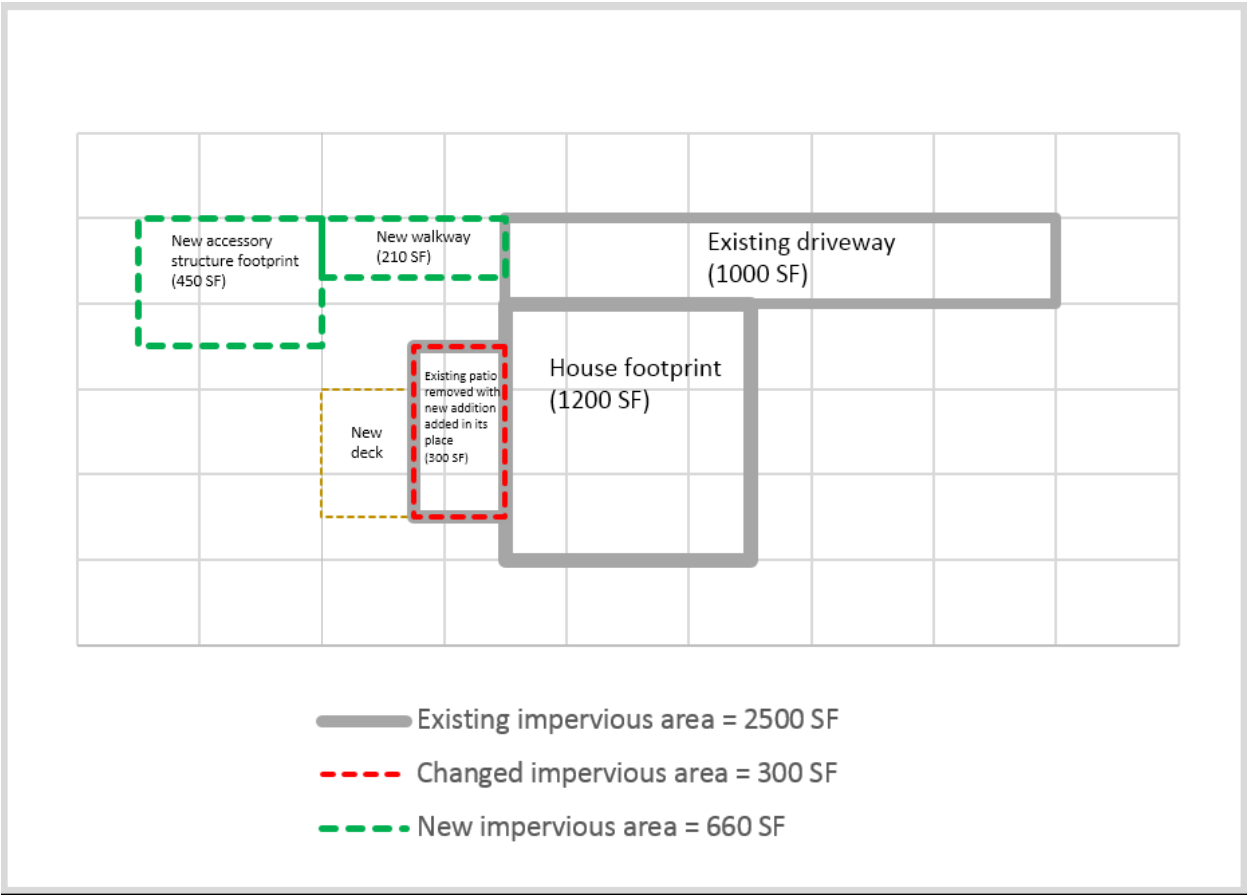 New accessory
structure footprint
(450 SF)
New walkway
(210 SF)
Existing driveway
(1000 SF)
House footprint
(1200 SF)
Existing patio
removed with
new addition
added in its
place
(300 SF)
New
deck
Existing impervious area = 2500 SF
Changed impervious area = 300 SF
New impervious area = 660 SF